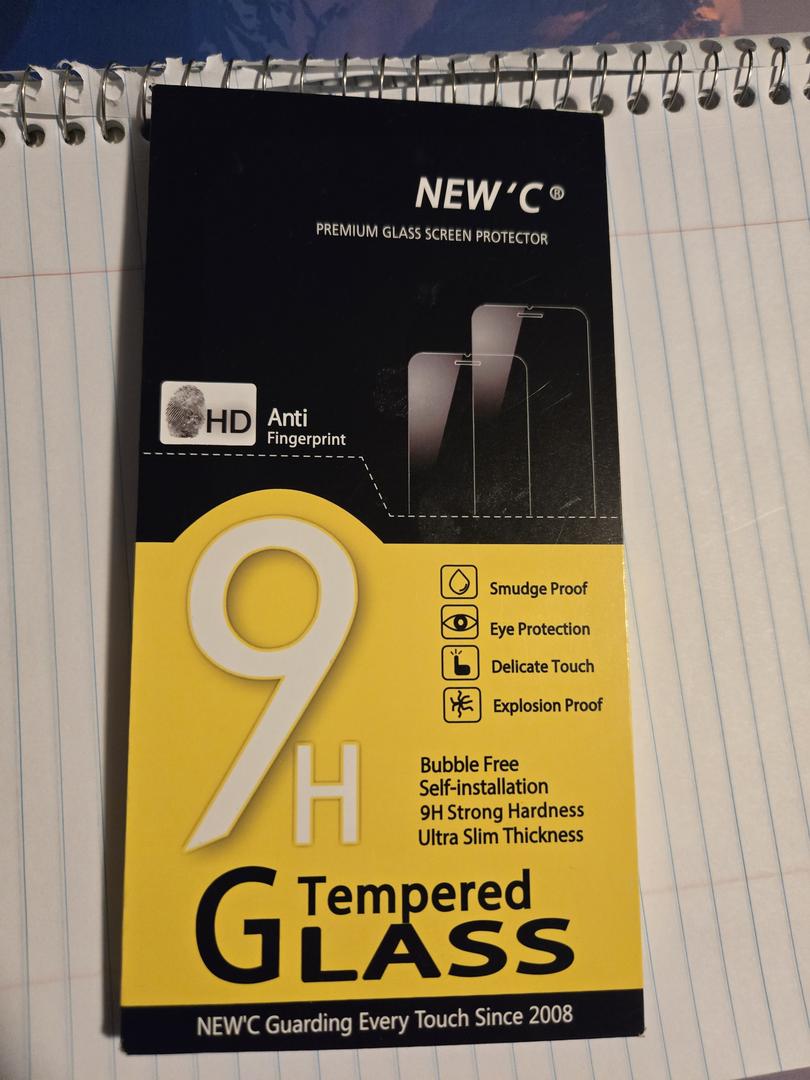 NEW'C®
PREMIUM GLASS SCREEN PROTECTOR
HD
Anti
Fingerprint
9H
Smudge Proof
Eye Protection
Delicate Touch
Explosion Proof
Bubble Free
Self-installation
9H Strong Hardness
Ultra Slim Thickness
Tempered
GLASS
NEW'C Guarding Every Touch Since 2008